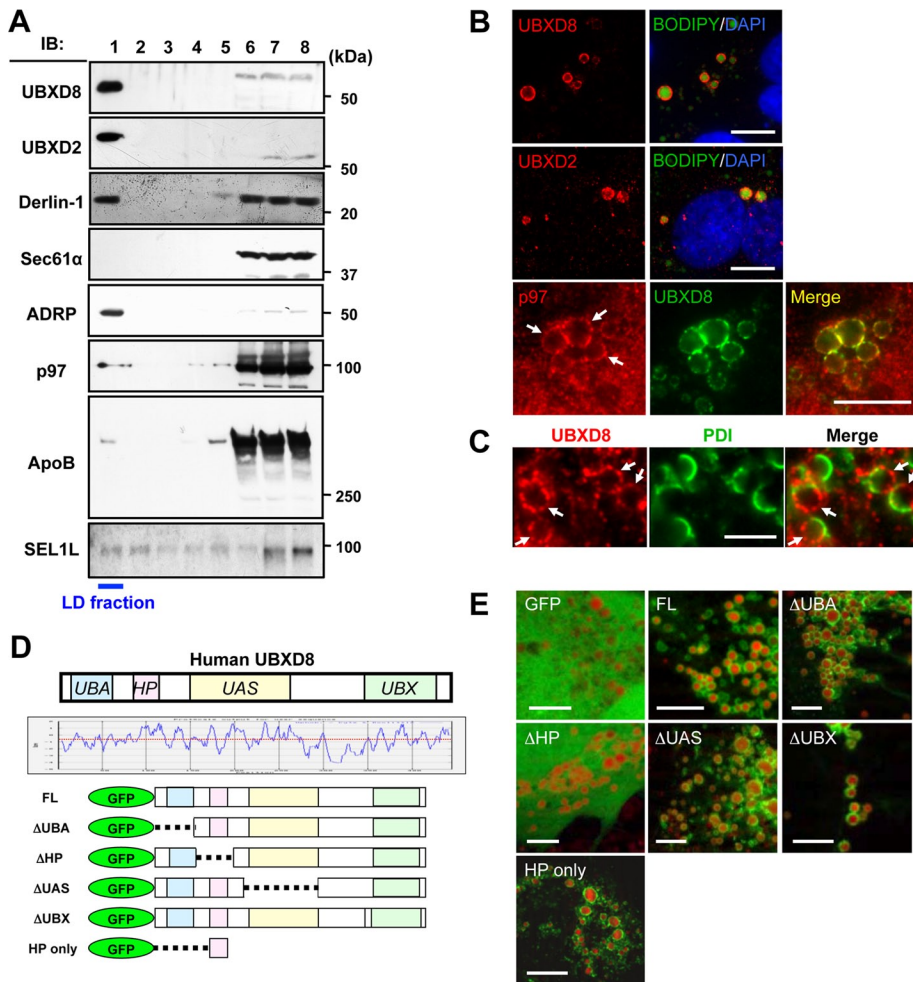 A
IB: 1 2 3 4 5 6 7 8 (kDa)
UBXD8
50
UBXD2
50
Derlin-1
20
Sec61α
37
ADRP
50
p97
100
ApoB
250
SEL1L
100
LD fraction
B
UBXD8
BODIPY/DAPI
UBXD2
BODIPY/DAPI
p97
UBXD8
Merge
C
UBXD8 PDI Merge
D
Human UBXD8
UBA HP UAS UBX
FL GFP
ΔUBA GFP
ΔHP GFP
ΔUAS GFP
ΔUBX GFP
HP only GFP
E
GFP FL ΔUBA
ΔHP ΔUAS ΔUBX
HP only